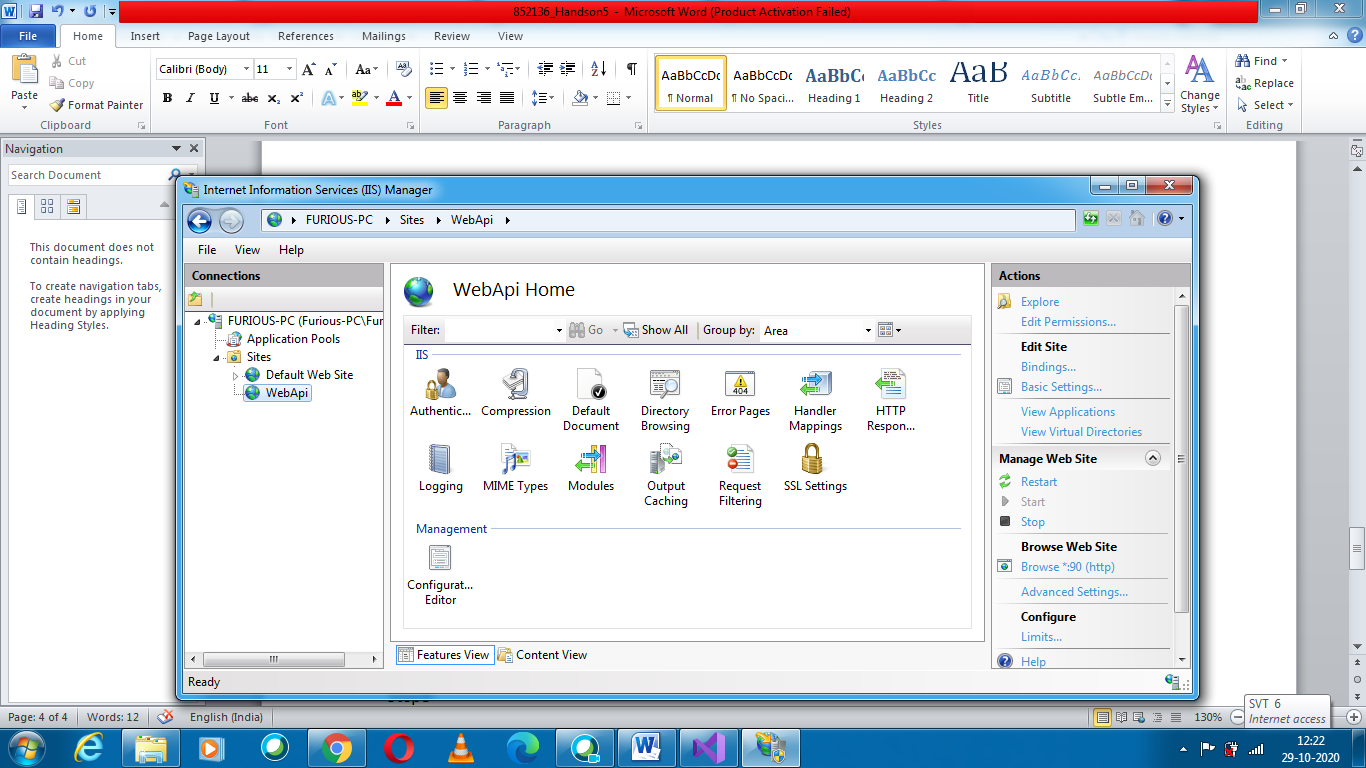 852136_Handson5 - Microsoft Word (Product Activation Failed)
File Home Insert Page Layout References Mailings Review View
Paste
Cut
Copy
Format Painter
Clipboard
Calibri (Body) 11
Font
Paragraph
AaBbCcDc AaBbCcDc AaBbCc AaBbCc AaB AaBbCc. AaBbCcDc
¶ Normal ¶ No Spaci... Heading 1 Heading 2 Title Subtitle Subtle Em...
Change Styles
Styles
Find
Replace
Select
Editing
Navigation
Search Document
This document does not
contain headings.
To create navigation tabs,
create headings in your
document by applying
Heading Styles.
Internet Information Services (IIS) Manager
FURIOUS-PC Sites WebApi
File View Help
Connections
FURIOUS-PC (Furious-PC\Fur
Application Pools
Sites
Default Web Site
WebApi
WebApi Home
Filter: Go Show All Group by: Area
IIS
Authentic... Compression Default Document Directory Browsing Error Pages Handler Mappings HTTP Respon...
Logging MIME Types Modules Output Caching Request Filtering SSL Settings
Management
Configurat...
Editor
Features View Content View
Actions
Explore
Edit Permissions...
Edit Site
Bindings...
Basic Settings...
View Applications
View Virtual Directories
Manage Web Site
Restart
Start
Stop
Browse Web Site
Browse *:90 (http)
Advanced Settings...
Configure
Limits...
Help
Ready
Page: 4 of 4 Words: 12 English (India) 130%
SVT 6
Internet access
12:22
29-10-2020